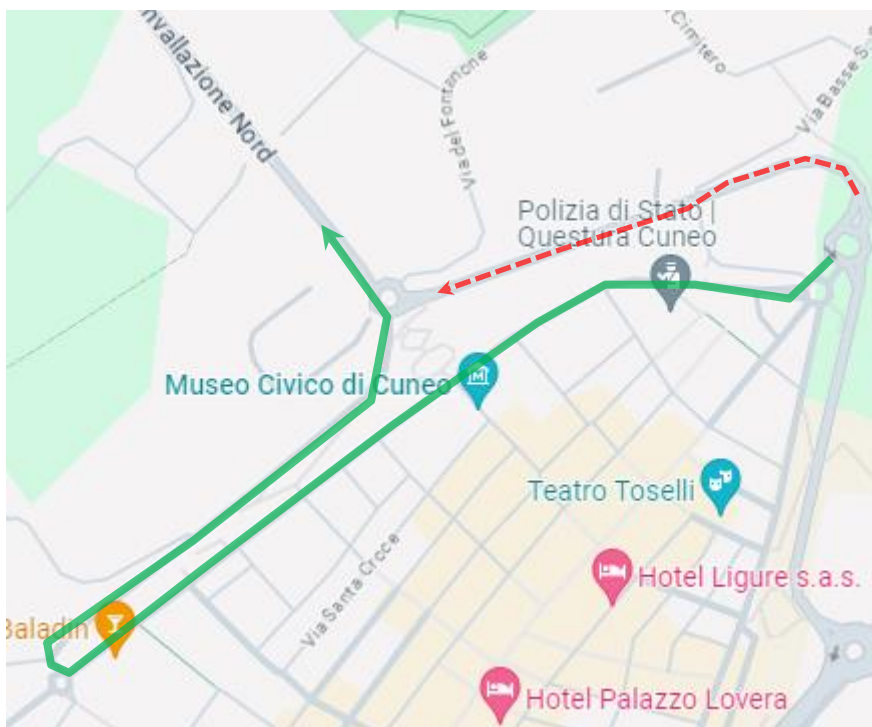 Cimitero
nvallazione Nord
Via del Fontanone
Via Basse S.
Polizia di Stato |
Questura Cuneo
Museo Civico di Cuneo
Teatro Toselli
Via Santa Croce
Hotel Ligure s.a.s.
Baladin
Hotel Palazzo Lovera